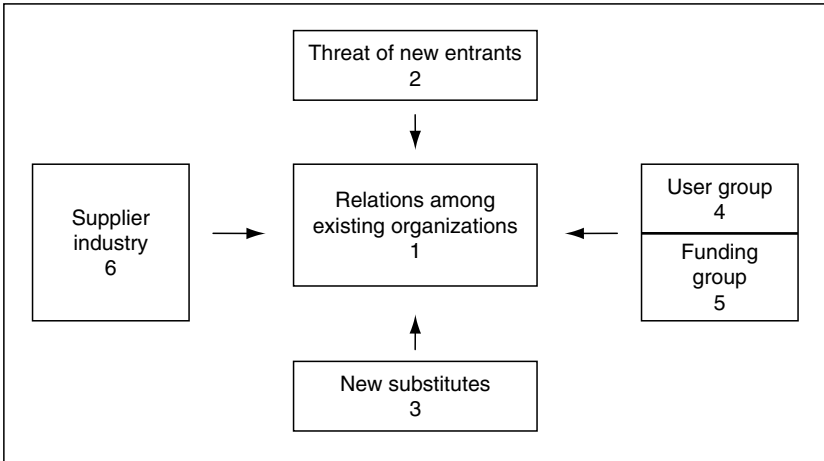 Threat of new entrants
2
Supplier
industry
6
Relations among
existing organizations
1
User group
4
Funding
group
5
New substitutes
3